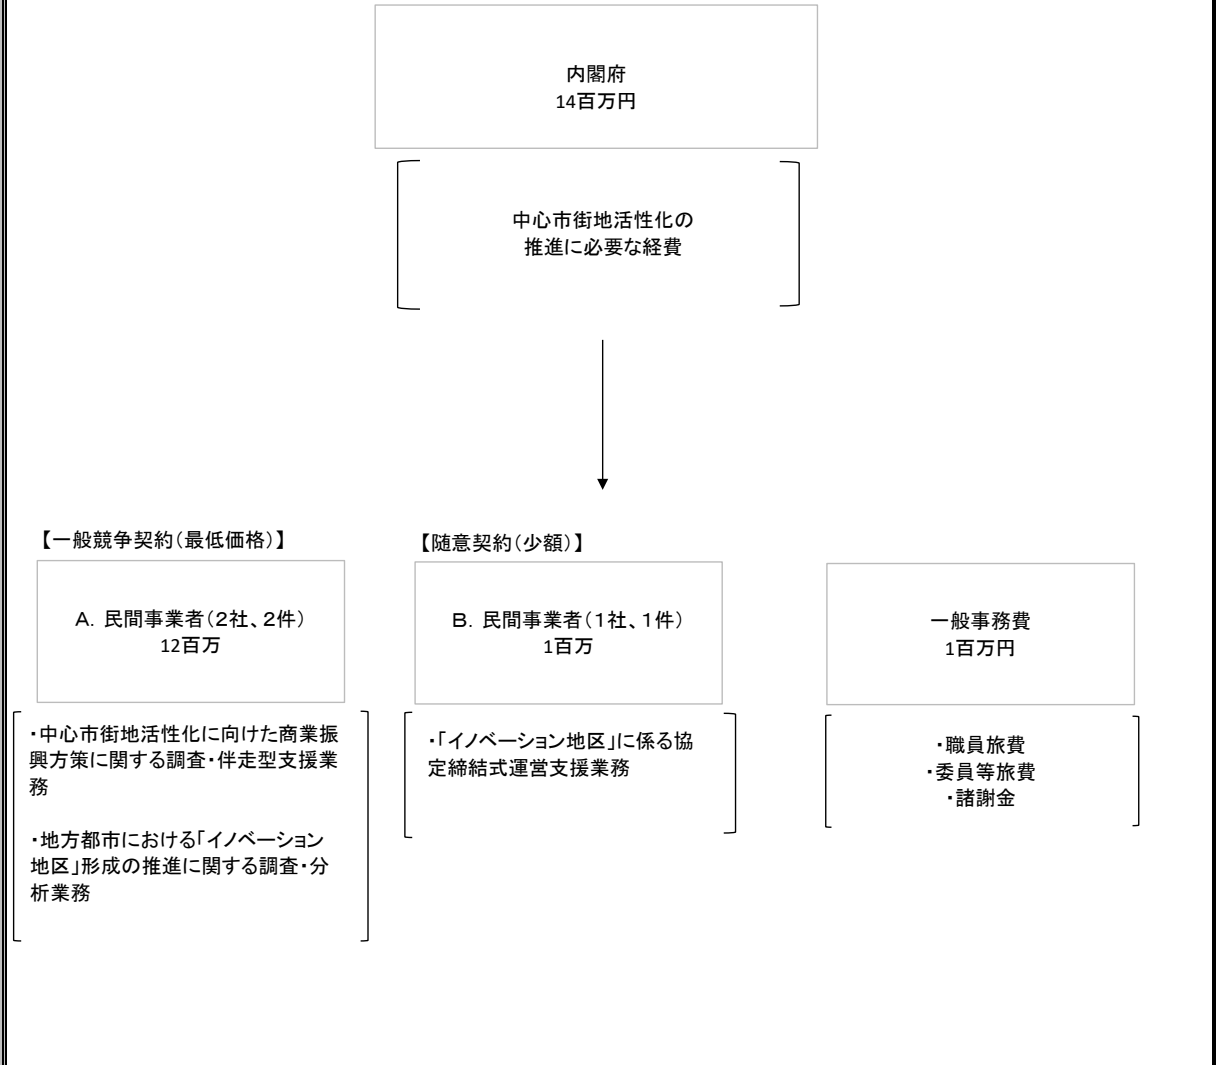 内閣府
14百万円
中心市街地活性化の
推進に必要な経費
【一般競争契約（最低価格）】
A. 民間事業者（２社、２件）
12百万
・中心市街地活性化に向けた商業振
興方策に関する調査・伴走型支援業
務
・地方都市における「イノベーション
地区」形成の推進に関する調査・分
析業務
【随意契約（少額）】
B. 民間事業者（１社、１件）
1百万
・「イノベーション地区」に係る協
定締結式運営支援業務
一般事務費
1百万円
・職員旅費
・委員等旅費
・諸謝金